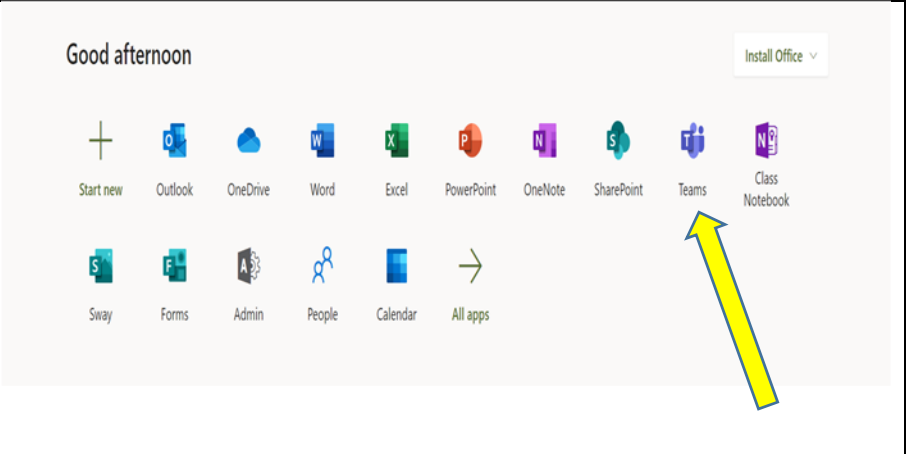 Good afternoon
Install Office
Start new
Outlook
OneDrive
Word
Excel
PowerPoint
OneNote
SharePoint
Teams
Class
Notebook
Sway
Forms
Admin
People
Calendar
All apps